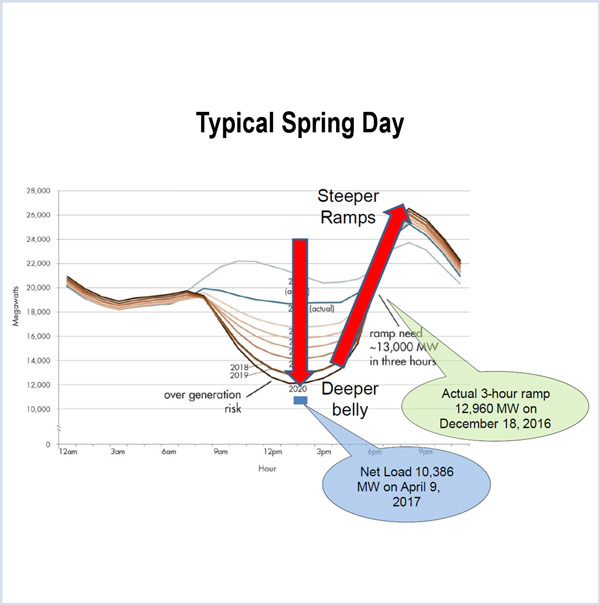 Typical Spring Day
28,000
26,000
24,000
22,000
20,000
18,000
16,000
14,000
12,000
10,000
0
Megawatts
12am
3am
6am
9am
12pm
3pm
6pm
9pm
Hour
Steeper
Ramps
(actual)
2018
2019
2020
ramp need
~13,000 MW
in three hours
over generation
risk
Deeper
belly
Actual 3-hour ramp
12,960 MW on
December 18, 2016
Net Load 10,386
MW on April 9,
2017